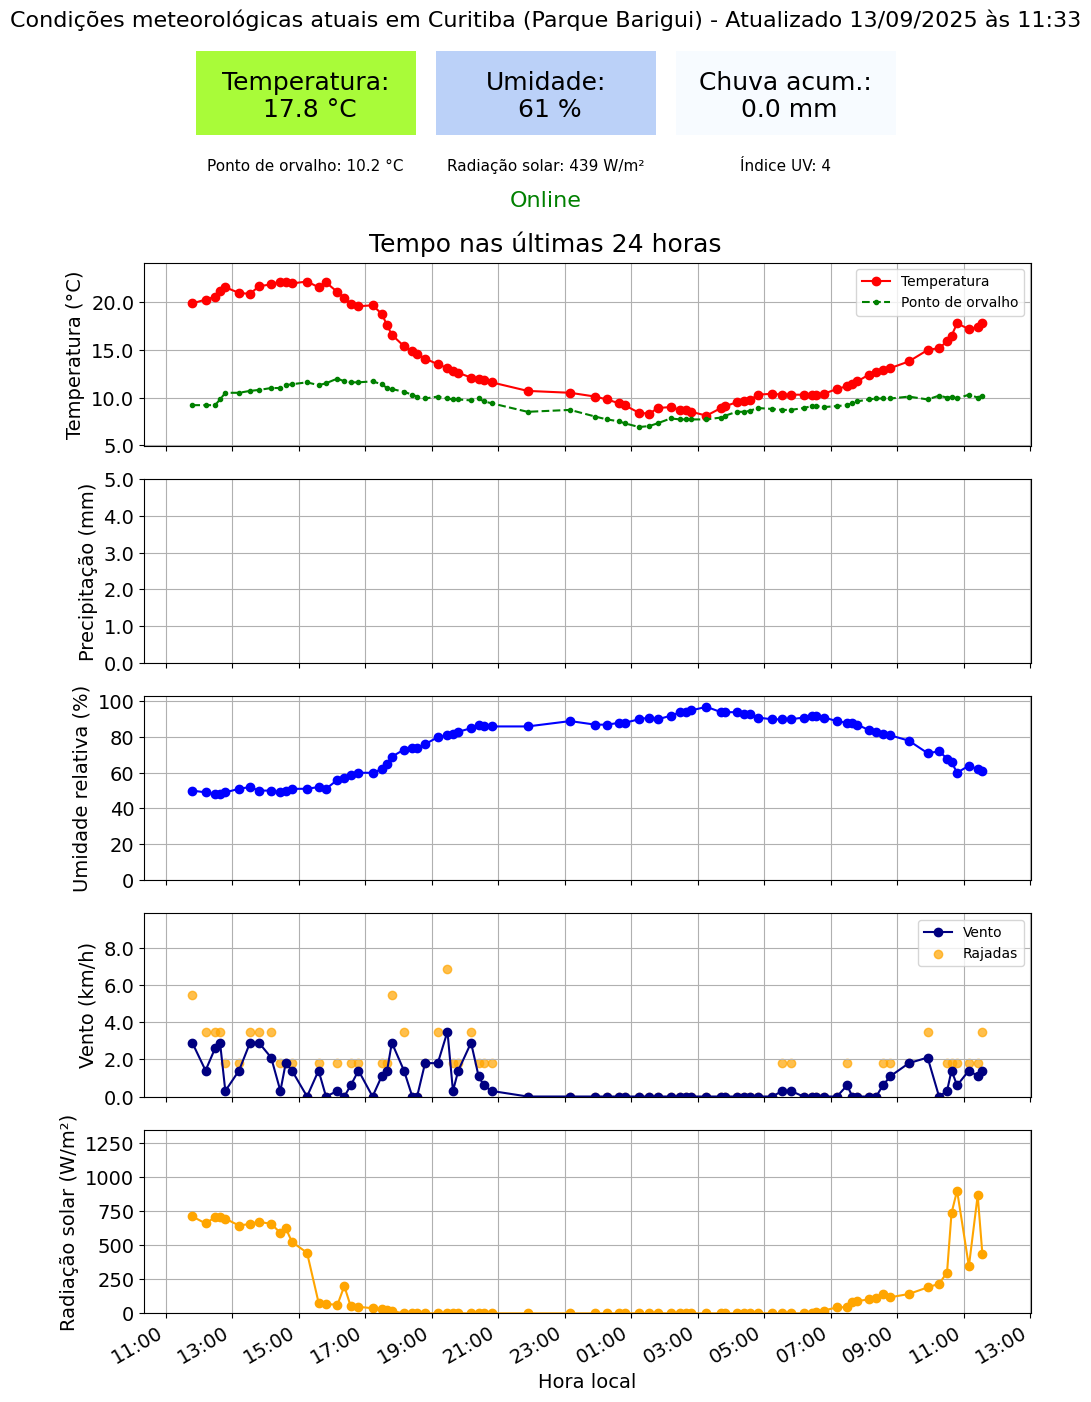 Condições meteorológicas atuais em Curitiba (Parque Barigui) - Atualizado 13/09/2025 às 11:33
Temperatura:
17.8 °C
Umidade:
61 %
Chuva acum.:
0.0 mm
Ponto de orvalho: 10.2 °C
Radiação solar: 439 W/m²
Índice UV: 4
Online
Tempo nas últimas 24 horas
Temperatura (°C)
20.0
15.0
10.0
5.0
Temperatura
Ponto de orvalho
Precipitação (mm)
5.0
4.0
3.0
2.0
1.0
0.0
Umidade relativa (%)
100
80
60
40
20
0
Vento (km/h)
8.0
6.0
4.0
2.0
0.0
Vento
Rajadas
Radiação solar (W/m²)
1250
1000
750
500
250
0
11:00
13:00
15:00
17:00
19:00
21:00
23:00
01:00
03:00
05:00
07:00
09:00
11:00
13:00
Hora local